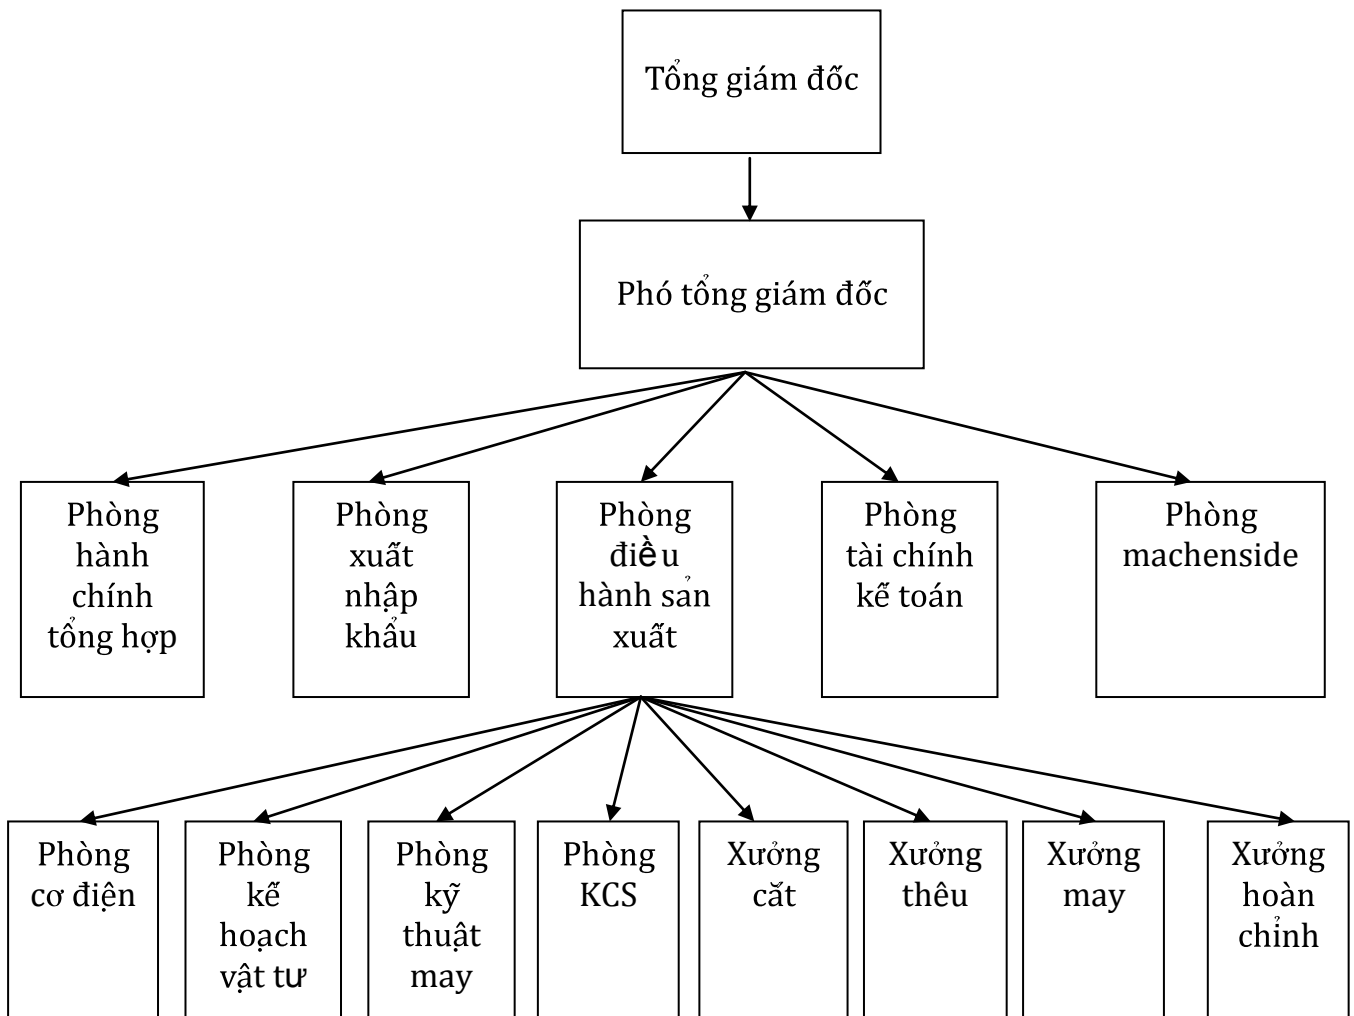 Tổng giám đốc
Phó tổng giám đốc
Phòng
hành
chính
tổng hợp
Phòng
xuất
nhập
khẩu
Phòng
điều
hành sản
xuất
Phòng
tài chính
kế toán
Phòng
machenside
Phòng
cơ điện
Phòng
kế
hoạch
vật tư
Phòng
kỹ
thuật
may
Phòng
KCS
Xưởng
cắt
Xưởng
thêu
Xưởng
may
Xưởng
hoàn
chỉnh